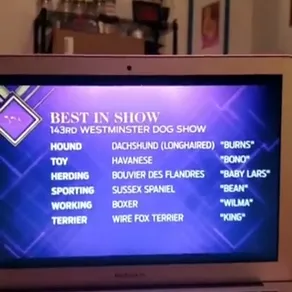 BEST IN SHOW
143RD WESTMINSTER DOG SHOW
HOUND DACHSHUND (LONGHAIRED) "BURNS"
TOY HAVANESE "BONO"
HERDING BOUVIER DES FLANDRES "BABY LARS"
SPORTING SUSSEX SPANIEL "BEAN"
WORKING BOXER "WILMA"
TERRIER WIRE FOX TERRIER "KING"